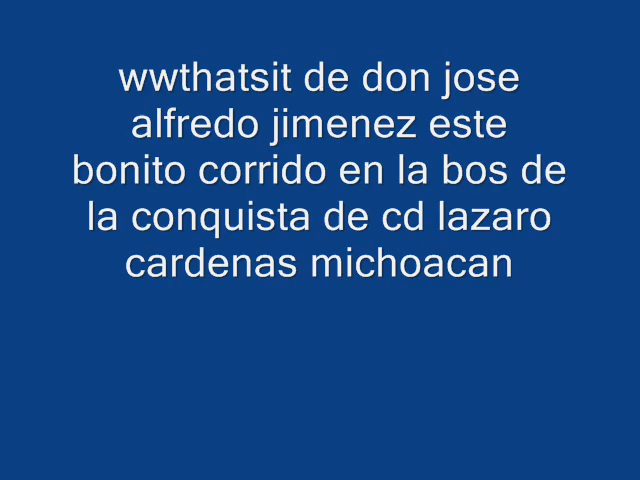 wwthatsit de don jose
alfredo jimenez este
bonito corrido en la bos de
la conquista de cd lazaro
cardenas michoacan